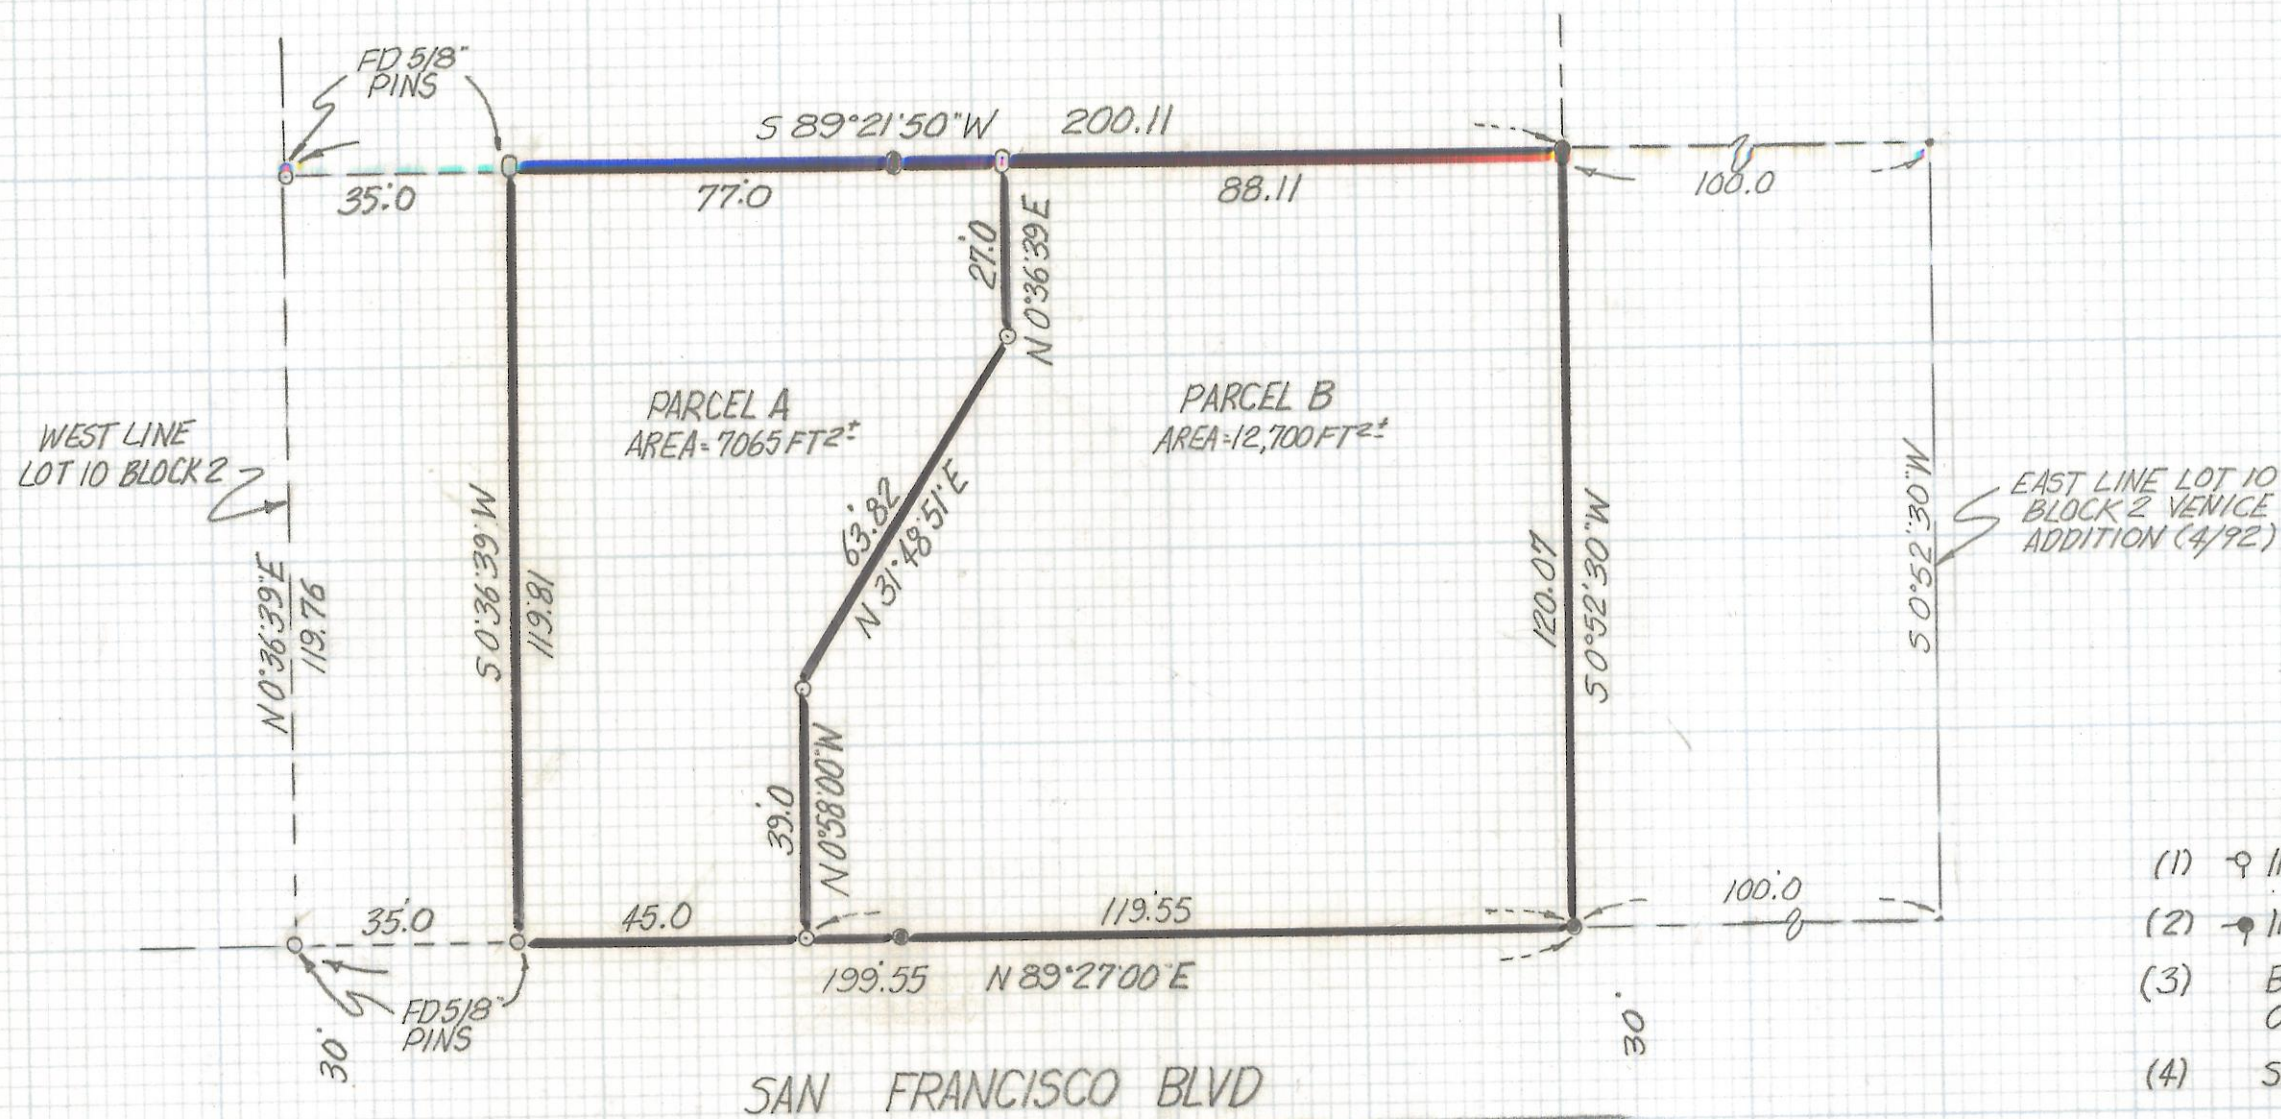 FD 5/8"
PINS
S 89°21'50"W 200.11
35.'0
77.'0
88.11
100.0
27.'0
N 0°36'39 E
PARCEL A
AREA=7065 FT2±
PARCEL B
AREA=12,700 FT2±
WEST LINE
LOT 10 BLOCK 2
N 0°36'39"E
119.76
S 0°36'39"W
119.81
63.'82
N 31°48'51"E
120.07
S 0°52'30"W
S 0°52'30"W
EAST LINE LOT 10
BLOCK 2 VENICE
ADDITION (4/92)
39.'0
N 0°58'00"W
35.'0
45.0
119.'55
100.'0
199.'55 N 89°27'00"E
FD 5/8"
PINS
30'
30'
SAN FRANCISCO BLVD
(1)
(2)
(3)
(4) S